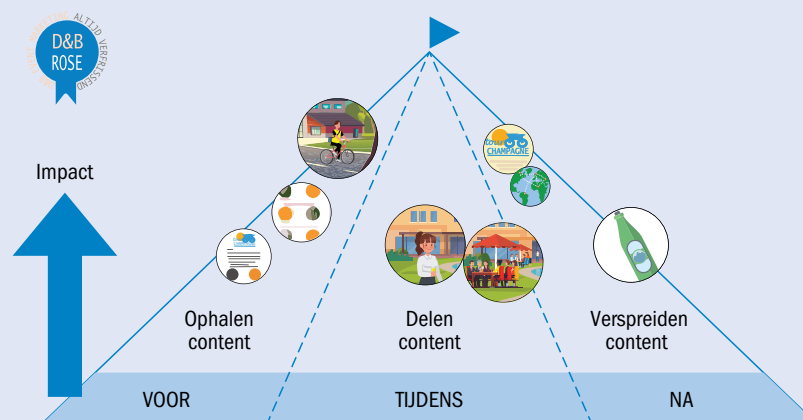 D&B
ROSE
ALTIJD VERFRISSEND
Impact
CHAMPAGNE
Ophalen
content
Delen
content
Verspreiden
content
VOOR
TIJDENS
NA